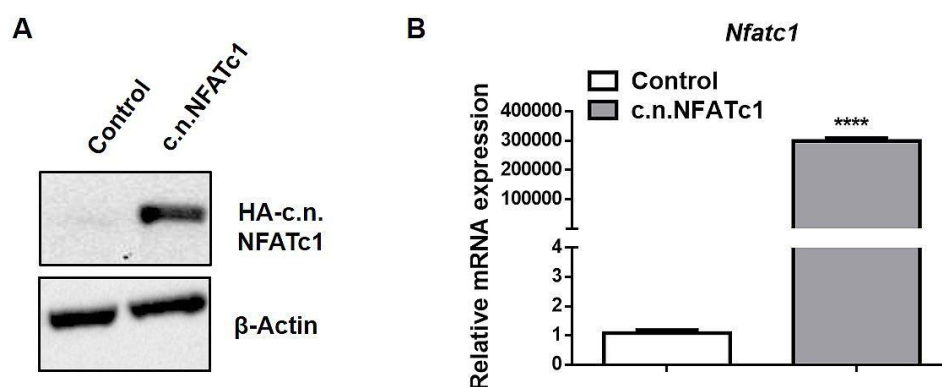 A
Control
c.n.NFATc1
HA-c.n.
NFATc1
β-Actin
B
Nfatc1
Control
c.n.NFATc1
Relative mRNA expression
400000
300000
200000
100000
4
3
2
1
0
****